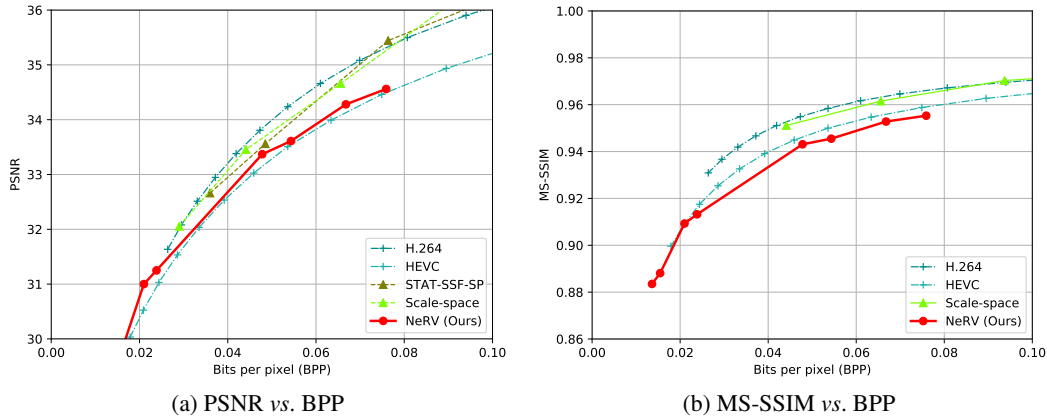 36
35
34
33
32
31
30
PSNR
0.00 0.02 0.04 0.06 0.08 0.10
Bits per pixel (BPP)
H.264
HEVC
STAT-SSF-SP
Scale-space
NeRV (Ours)
(a) PSNR vs. BPP
1.00
0.98
0.96
0.94
0.92
0.90
0.88
0.86
MS-SSIM
0.00 0.02 0.04 0.06 0.08 0.10
Bits per pixel (BPP)
H.264
HEVC
Scale-space
NeRV (Ours)
(b) MS-SSIM vs. BPP